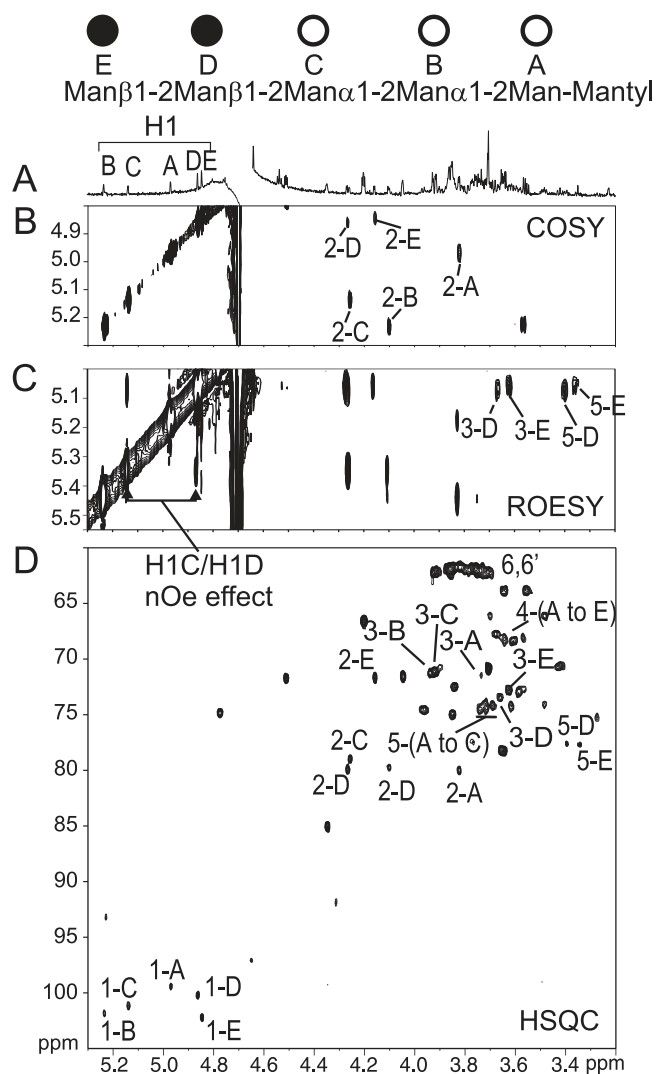 E D C B A
Manβ1-2Manβ1-2Manα1-2Manα1-2Man-Mantyl
H1
B C A D E
A
B
COSY
4.9
5.0
5.1
5.2
2-D 2-E
2-A
2-C 2-B
C
ROESY
5.1
5.2
5.3
5.4
5.5
3-D 3-E 5-D 5-E
H1C/H1D
nOe effect
D
6,6'
4-(A to E)
3-C
3-B 3-A
2-E 3-E
5-D
5-(A to C) 3-D
2-C 5-E
2-D 2-D 2-A
65
70
75
80
85
90
95
100
ppm
1-A
1-C 1-D
1-B 1-E
HSQC
5.2 5.0 4.8 4.6 4.4 4.2 4.0 3.8 3.6 3.4 ppm